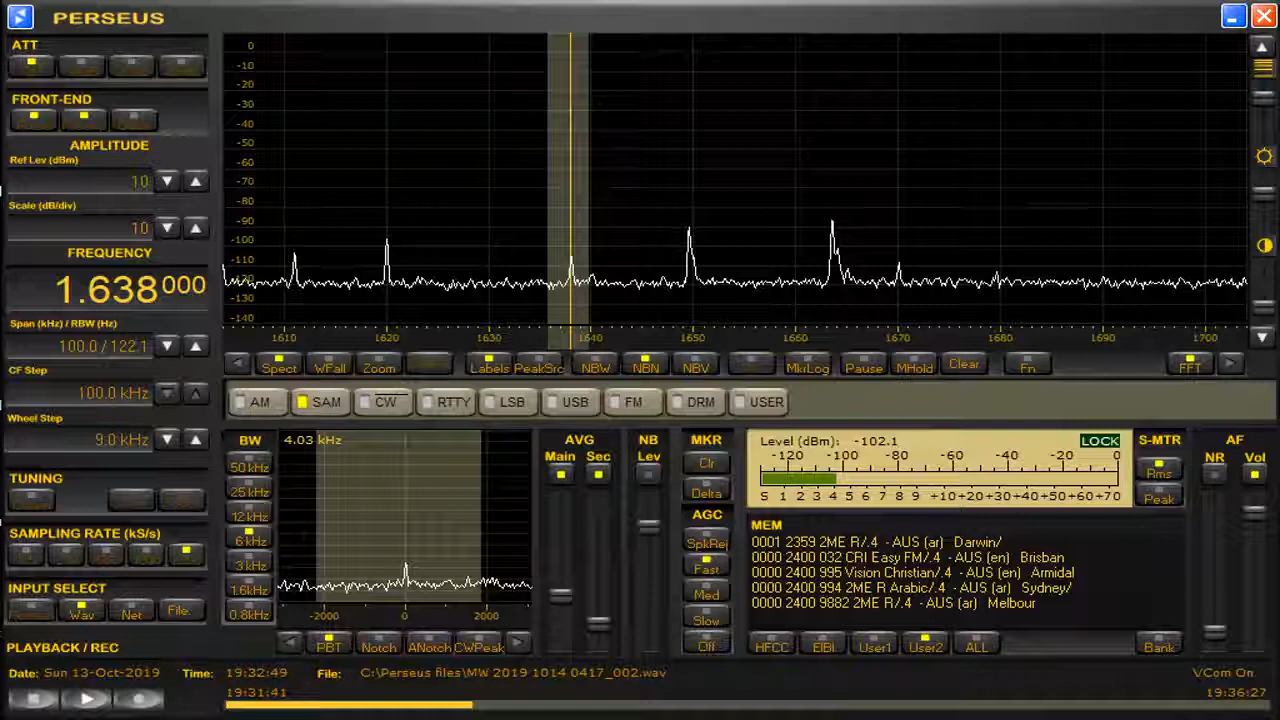 PERSEUS
ATT
FRONT-END
AMPLITUDE
Ref Lev (dBm)
10
Scale (dB/div)
10
FREQUENCY
1.638000
Span (kHz) / RBW (Hz)
100.0 / 122.1
CF Step
100.0 kHz
Wheel Step
9.0 kHz
TUNING
SAMPLING RATE (kS/s)
INPUT SELECT
Wav Net File.
PLAYBACK / REC
0
-10
-20
-30
-40
-50
-60
-70
-80
-90
-100
-110
-120
-130
-140
1610 1620 1630 1640 1650 1660 1670 1680 1690 1700
Spect WFall Zoom Labels PeakSrc NBW NBN NBV MkrLog Pause MHold Clear Fn FFT
AM SAM CW RTTY LSB USB FM DRM USER
BW
50 kHz
25 kHz
12 kHz
6 kHz
3 kHz
1.6kHz
0.8kHz
4.03 kHz
-2000 0 2000
PBT Notch ANotch CWPeak
AVG
Main Sec
NB
Lev
MKR
Clr
Delta
AGC
SpkRej
Fast
Med
Slow
Off
Level (dBm): -102.1 LOCK
-120 -100 -80 -60 -40 -20 0
S 1 2 3 4 5 6 7 8 9 +10+20+30+40+50+60+70
S-MTR
Rms
Peak
AF
NR Vol
MEM
0001 2359 2ME R/.4 - AUS (ar) Darwin/
0000 2400 032 CRI Easy FM/.4 - AUS (en) Brisban
0000 2400 995 Vision Christian/.4 - AUS (en) Armidal
0000 2400 994 2ME R Arabic/.4 - AUS (ar) Sydney/
0000 2400 9882 2ME R/.4 - AUS (ar) Melbour
HFCC EIBI User1 User2 ALL Bank
Date: Sun 13-Oct-2019 Time: 19:32:49 File: C:\Perseus files\MW 2019 1014 0417_002.wav VCom On
19:31:41 19:36:27